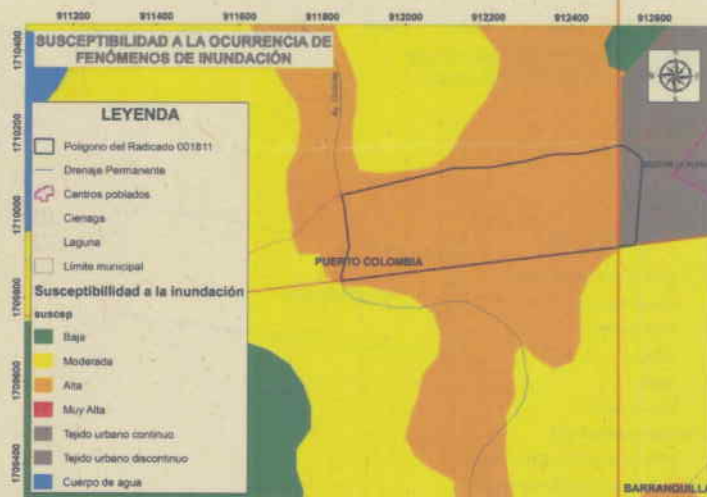 911200 911400 911600 911800 912000 912200 912400 912600
SUSCEPTIBILIDAD A LA OCURRENCIA DE
FENÓMENOS DE INUNDACIÓN
LEYENDA
Polígono del Radicado 001811
Drenaje Permanente
Centros poblados
Cienaga
Laguna
Límite municipal
Susceptibilidad a la inundación
suscep
Baja
Moderada
Alta
Muy Alta
Tejido urbano continuo
Tejido urbano discontinuo
Cuerpo de agua
1710400
1710200
1710000
1709800
1709600
1709400
PUERTO COLOMBIA
BARRANQUILLA